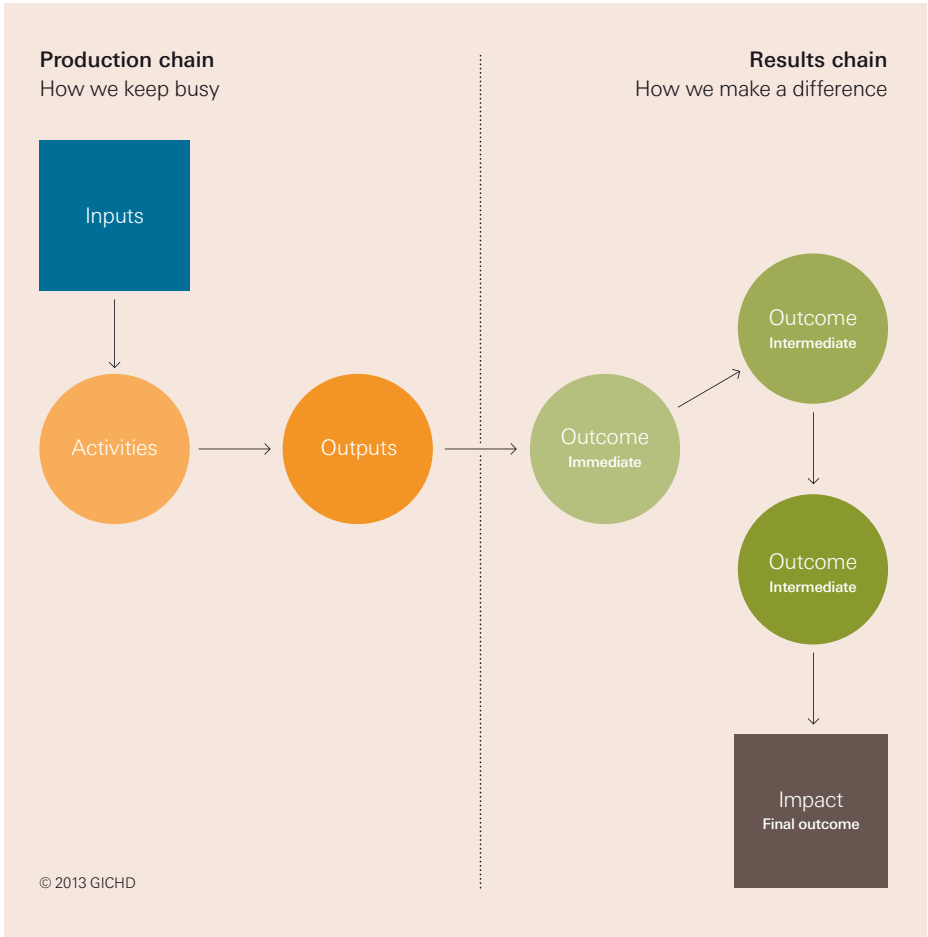 Production chain
How we keep busy
Results chain
How we make a difference
Inputs
Activities
Outputs
Outcome
Immediate
Outcome
Intermediate
Outcome
Intermediate
Impact
Final outcome
© 2013 GICHD